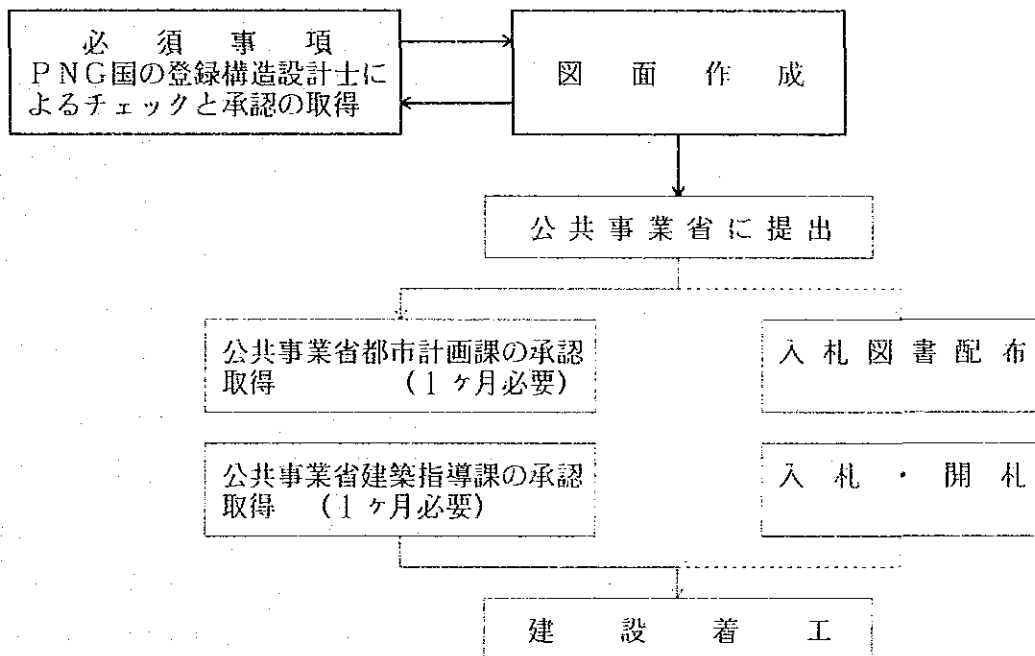 必須事項
PNG国の登録構造設計士に
よるチェックと承認の取得
図面作成
公共事業省に提出
公共事業省都市計画課の承認
取得 (1ヶ月必要)
入札図書配布
公共事業省建築指導課の承認
取得 (1ヶ月必要)
入札・開札
建設着工